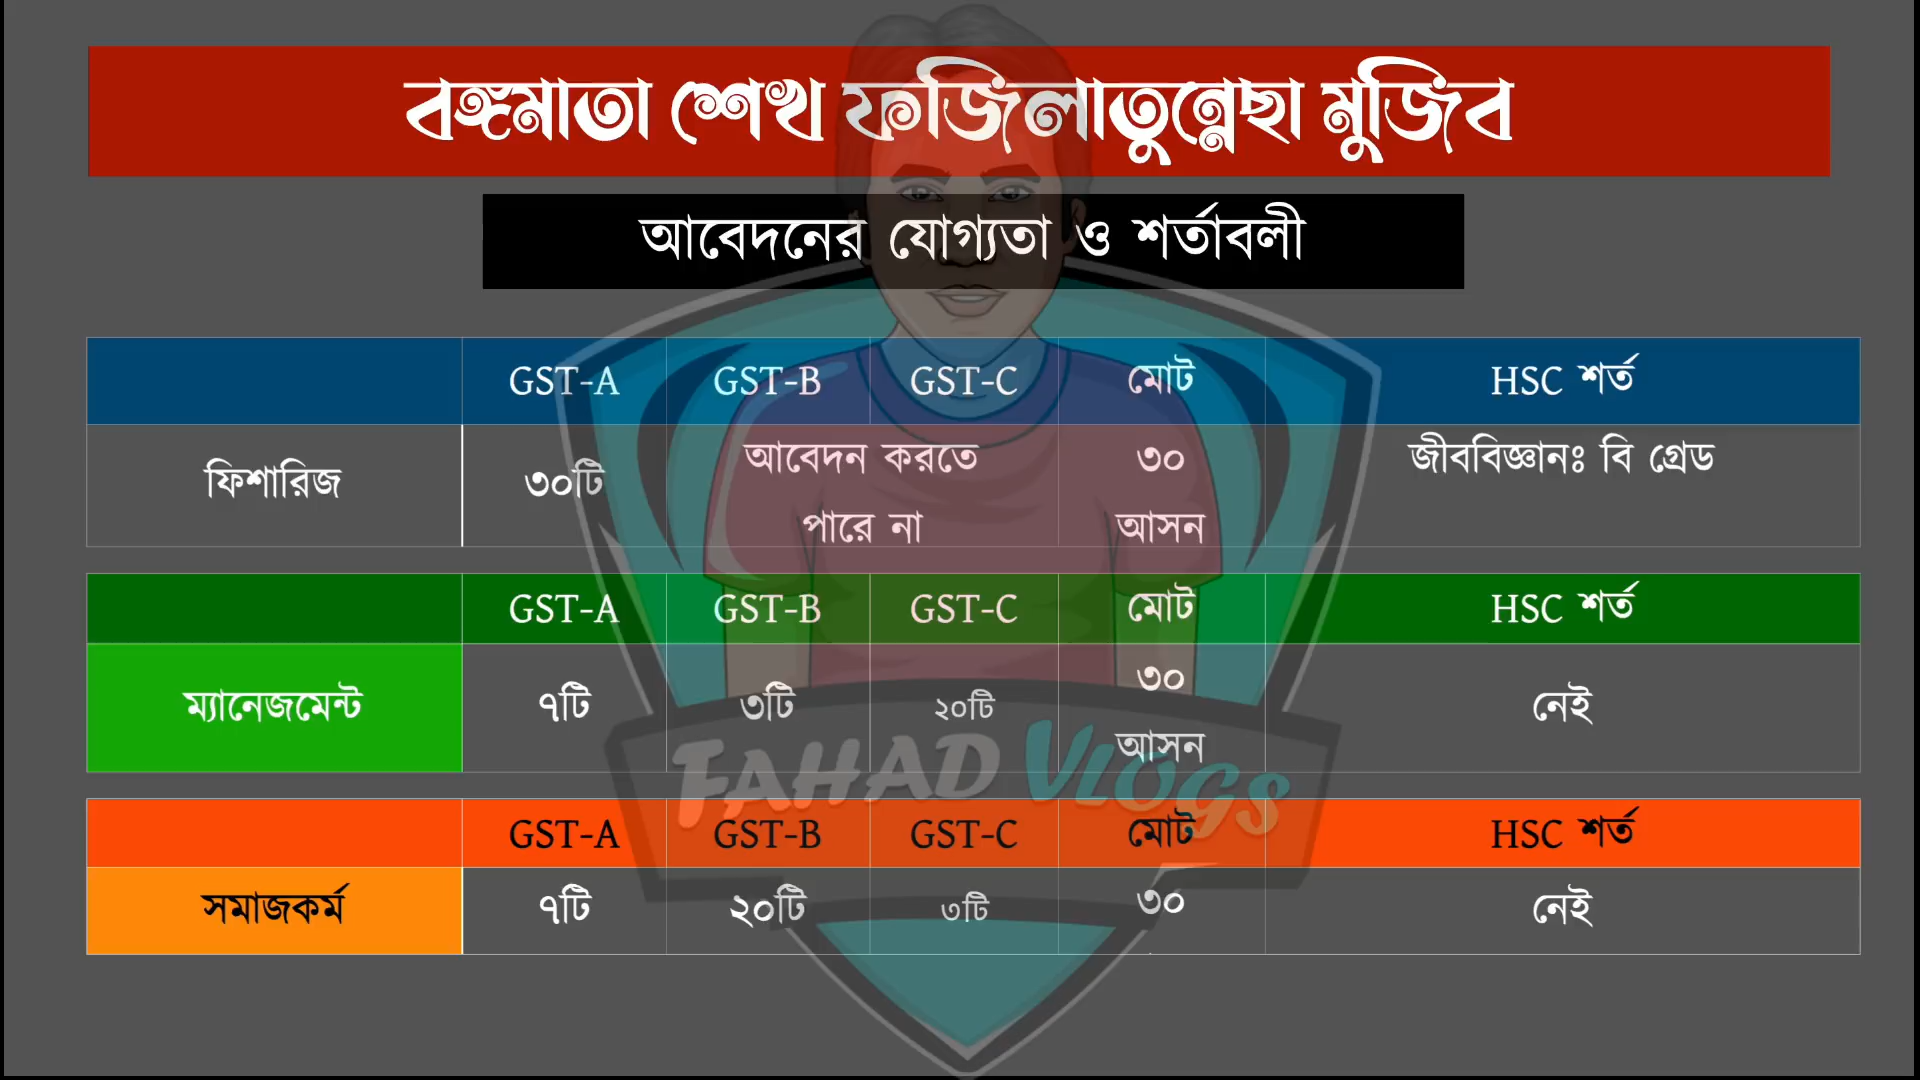 বঙ্গমাতা শেখ ফজিলাতুন্নেছা মুজিব
আবেদনের যোগ্যতা ও শর্তাবলী
GST-A GST-B GST-C মোট HSC শর্ত
ফিশারিজ ৩০টি আবেদন করতে পারে না ৩০ আসন জীববিজ্ঞানঃ বি গ্রেড
GST-A GST-B GST-C মোট HSC শর্ত
ম্যানেজমেন্ট ৭টি ৩টি ২০টি ৩০ আসন নেই
FAHAD VLOGS
GST-A GST-B GST-C মোট HSC শর্ত
সমাজকর্ম ৭টি ২০টি ৩টি ৩০ নেই